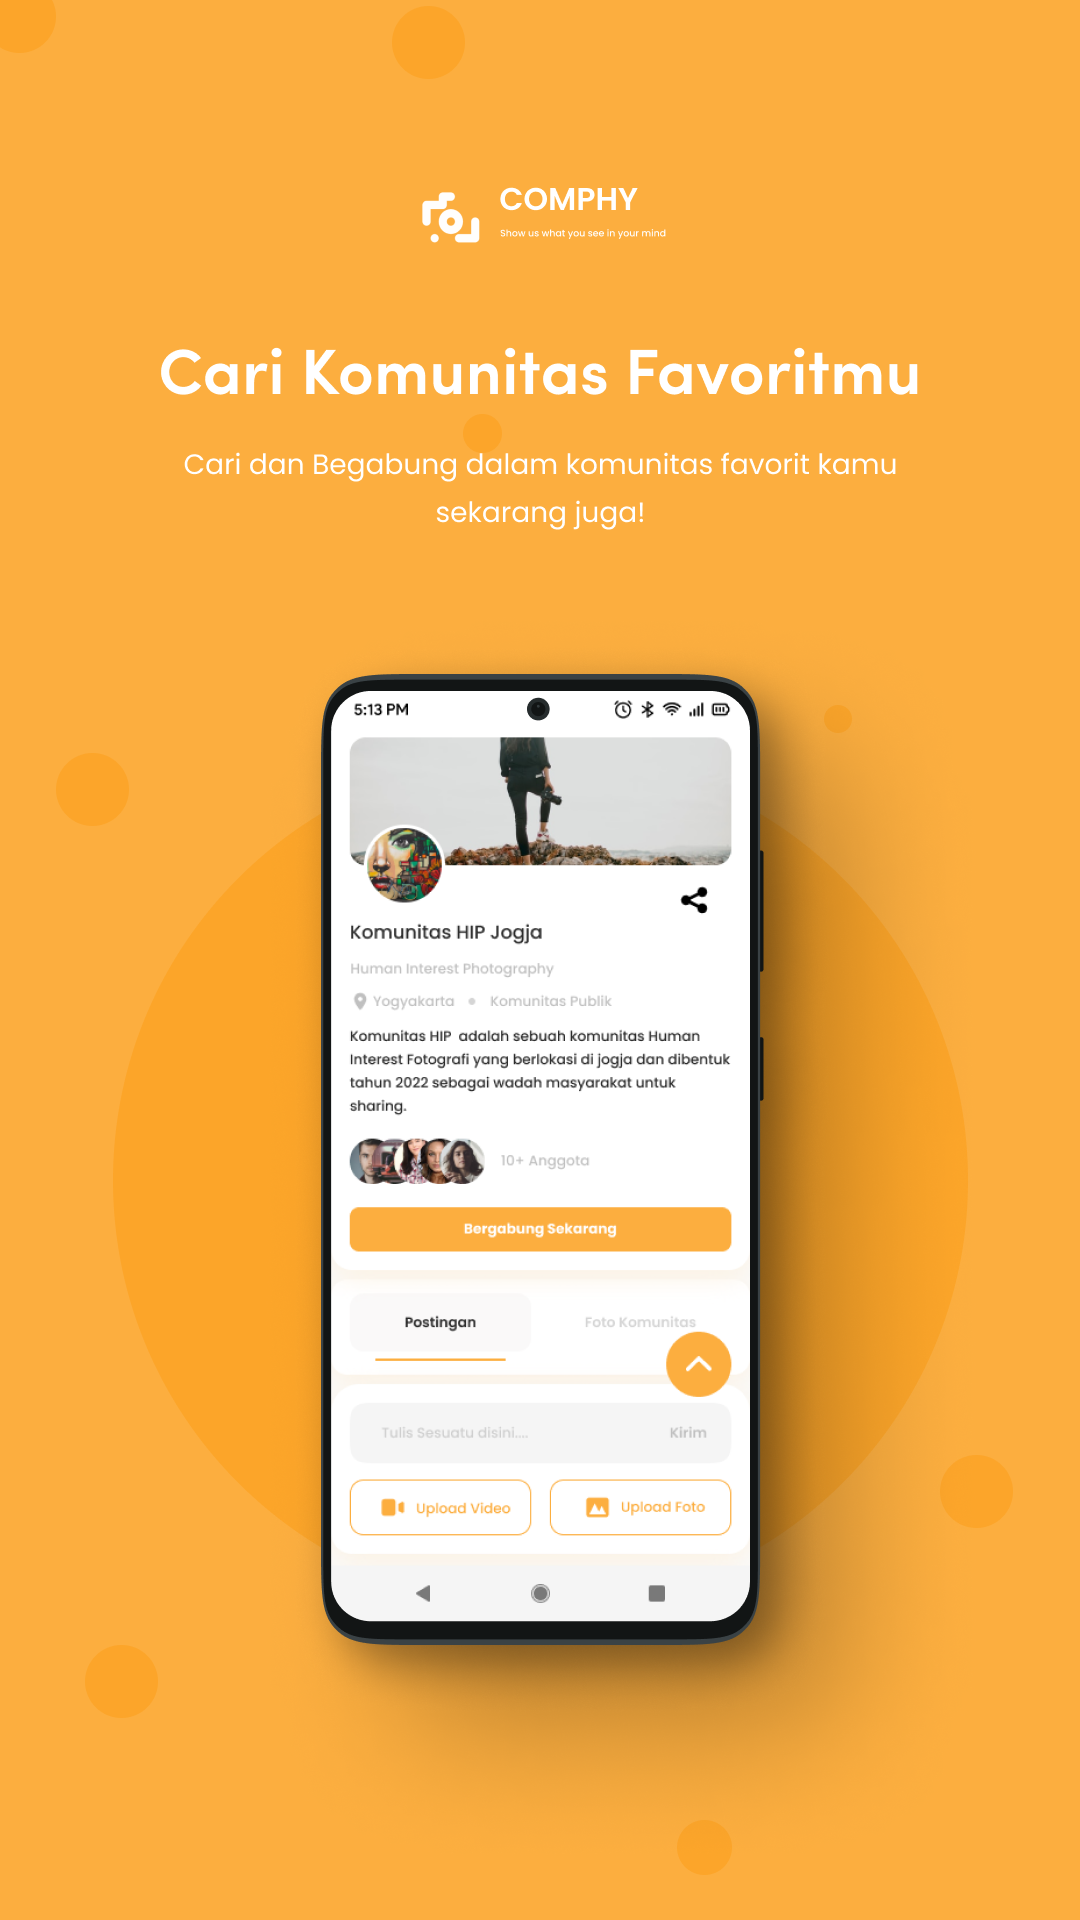 COMPHY
Show us what you see in your mind
Cari Komunitas Favoritmu
Cari dan Begabung dalam komunitas favorit kamu
sekarang juga!
5:13 PM
Komunitas HIP Jogja
Human Interest Photography
Yogyakarta
Komunitas Publik
Komunitas HIP adalah sebuah komunitas Human
Interest Fotografi yang berlokasi di jogja dan dibentuk
tahun 2022 sebagai wadah masyarakat untuk
sharing.
10+ Anggota
Bergabung Sekarang
Postingan
Foto Komunitas
Tulis Sesuatu disini....
Kirim
Upload Video
Upload Foto